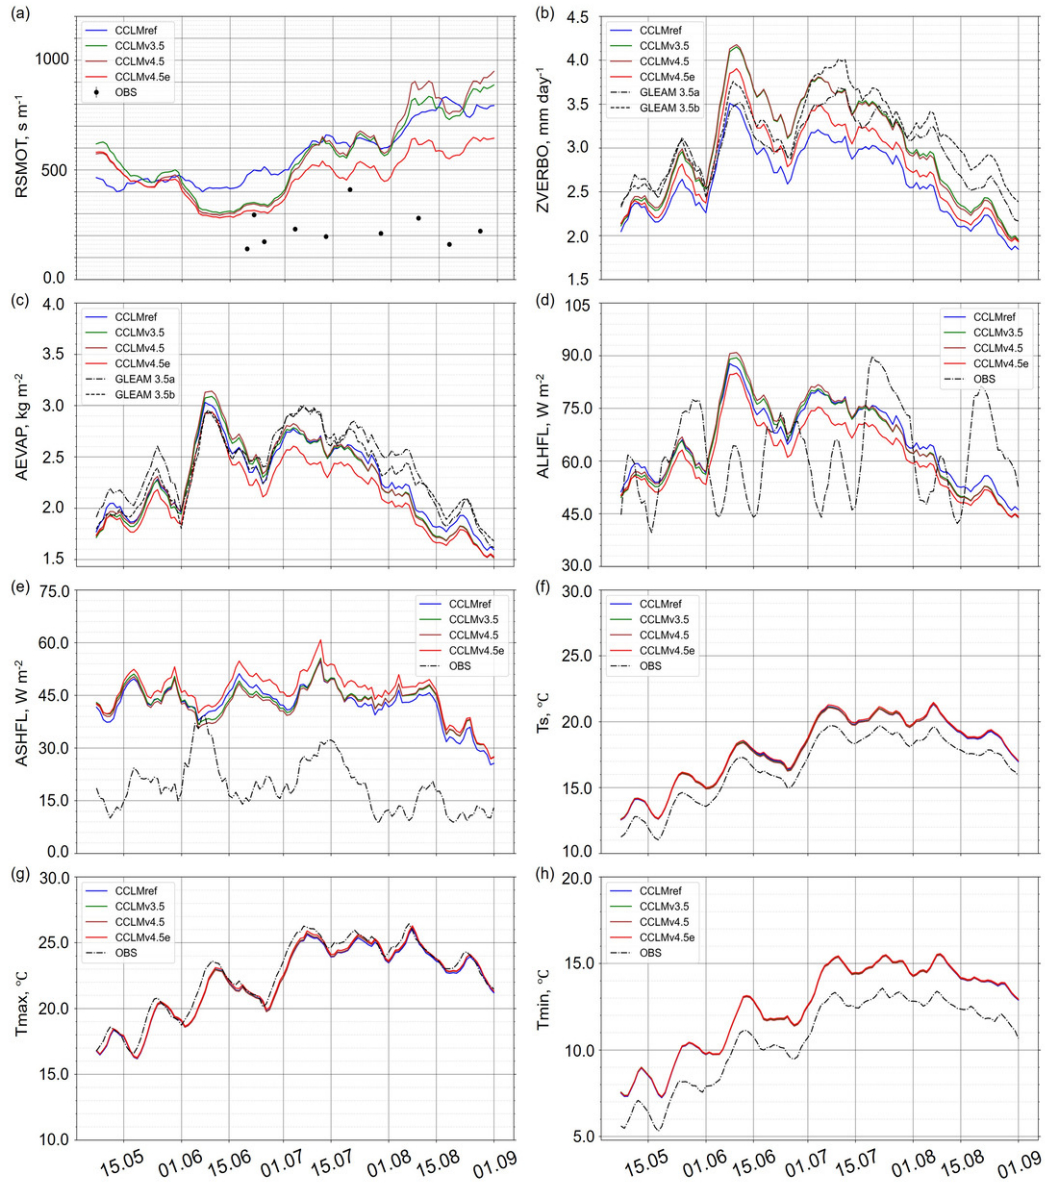 (a)
RSMOT, s m⁻¹
1000
500
0.0
CCLMref
CCLMv3.5
CCLMv4.5
CCLMv4.5e
OBS
(b)
ZVERBO, mm day⁻¹
4.5
4.0
3.5
3.0
2.5
2.0
1.5
CCLMref
CCLMv3.5
CCLMv4.5
CCLMv4.5e
GLEAM 3.5a
GLEAM 3.5b
(c)
AEVAP, kg m⁻²
4.0
3.5
3.0
2.5
2.0
1.5
CCLMref
CCLMv3.5
CCLMv4.5
CCLMv4.5e
GLEAM 3.5a
GLEAM 3.5b
(d)
ALHFL, W m⁻²
105
90.0
75.0
60.0
45.0
30.0
CCLMref
CCLMv3.5
CCLMv4.5
CCLMv4.5e
OBS
(e)
ASHFL, W m⁻²
75.0
60.0
45.0
30.0
15.0
0.0
CCLMref
CCLMv3.5
CCLMv4.5
CCLMv4.5e
OBS
(f)
Ts, °C
30.0
25.0
20.0
15.0
10.0
CCLMref
CCLMv3.5
CCLMv4.5
CCLMv4.5e
OBS
(g)
Tmax, °C
30.0
25.0
20.0
15.0
10.0
CCLMref
CCLMv3.5
CCLMv4.5
CCLMv4.5e
OBS
15.05 01.06 15.06 01.07 15.07 01.08 15.08 01.09
(h)
Tmin, °C
20.0
15.0
10.0
5.0
CCLMref
CCLMv3.5
CCLMv4.5
CCLMv4.5e
OBS
15.05 01.06 15.06 01.07 15.07 01.08 15.08 01.09